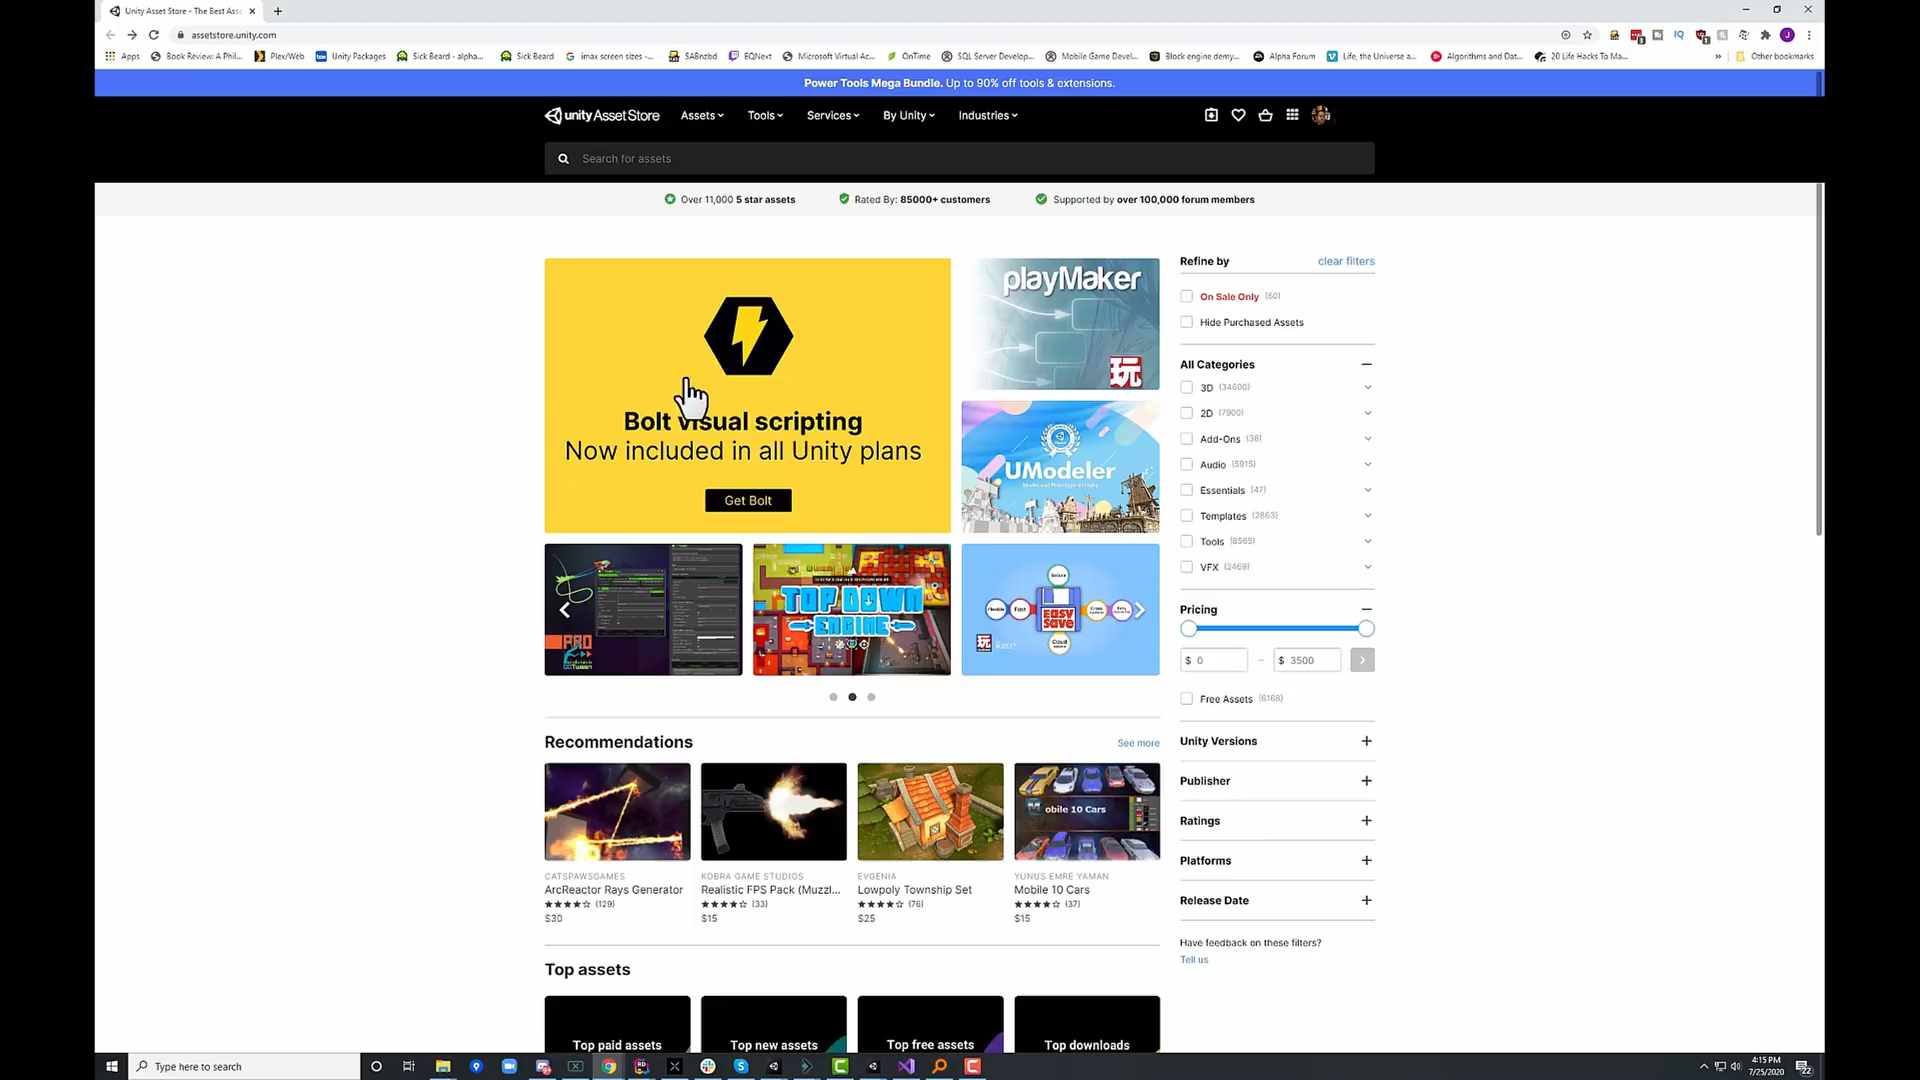 Unity Asset Store - The Best Ass
assetstore.unity.com
Apps
Book Review: A Phil...
Plex/Web
Unity Packages
Sick Beard - alpha...
Sick Beard
imax screen sizes -...
SABnzbd
EQNext
Microsoft Virtual Ac...
OnTime
SQL Server Develop...
Mobile Game Devel...
Block engine demy...
Alpha Forum
Life, the Universe a...
Algorithms and Dat...
20 Life Hacks To Ma...
»
Other bookmarks
Power Tools Mega Bundle. Up to 90% off tools & extensions.
unity Asset Store
Assets
Tools
Services
By Unity
Industries
Search for assets
Over 11,000 5 star assets
Rated By: 85000+ customers
Supported by over 100,000 forum members
Bolt visual scripting
Now included in all Unity plans
Get Bolt
playMaker
玩
UModeler
TOP DOWN
ENGINE
Secure
Flexible
Fast
EASY
SAVE
Cloud
玩
Refine by
clear filters
On Sale Only (60)
Hide Purchased Assets
All Categories
3D (34600)
2D (7900)
Add-Ons (38)
Audio (5915)
Essentials (47)
Templates (2863)
Tools (8565)
VFX (2469)
Pricing
$ 0 – $ 3500
Free Assets (6168)
Unity Versions
Publisher
Ratings
Platforms
Release Date
Have feedback on these filters?
Tell us
Recommendations
See more
obile 10 Cars
CATSPAWSGAMES
ArcReactor Rays Generator
(129)
$30
KOBRA GAME STUDIOS
Realistic FPS Pack (Muzzl...
(33)
$15
EVGENIA
Lowpoly Township Set
(76)
$25
YUNUS EMRE YAMAN
Mobile 10 Cars
(37)
$15
Top assets
Top paid assets
Top new assets
Top free assets
Top downloads
Type here to search
4:15 PM
7/25/2020
22